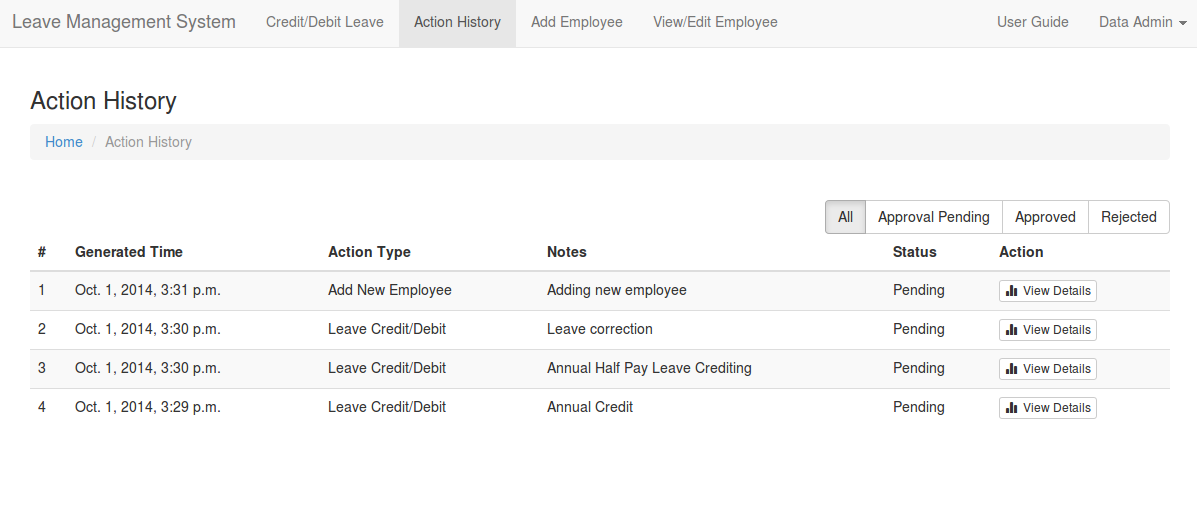 Leave Management System Credit/Debit Leave Action History Add Employee View/Edit Employee User Guide Data Admin
Action History
Home / Action History
All Approval Pending Approved Rejected
# Generated Time Action Type Notes Status Action
1 Oct. 1, 2014, 3:31 p.m. Add New Employee Adding new employee Pending View Details
2 Oct. 1, 2014, 3:30 p.m. Leave Credit/Debit Leave correction Pending View Details
3 Oct. 1, 2014, 3:30 p.m. Leave Credit/Debit Annual Half Pay Leave Crediting Pending View Details
4 Oct. 1, 2014, 3:29 p.m. Leave Credit/Debit Annual Credit Pending View Details